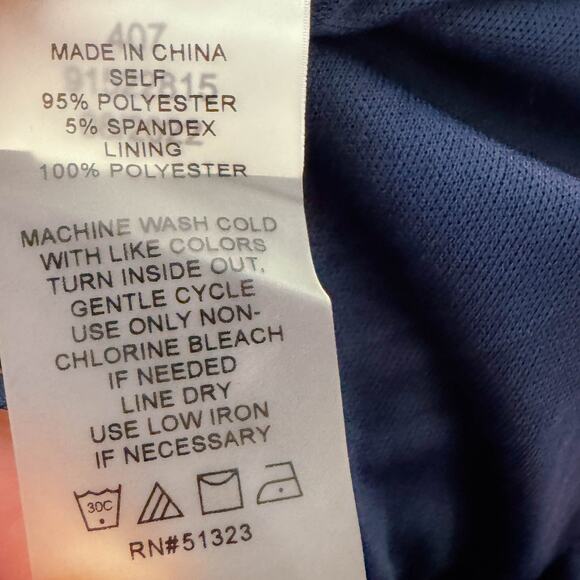 407
MADE IN CHINA
SELF
95% POLYESTER
5% SPANDEX
LINING
100% POLYESTER
MACHINE WASH COLD
WITH LIKE COLORS
TURN INSIDE OUT,
GENTLE CYCLE
USE ONLY NON-
CHLORINE BLEACH
IF NEEDED
LINE DRY
USE LOW IRON
IF NECESSARY
30C
RN#51323